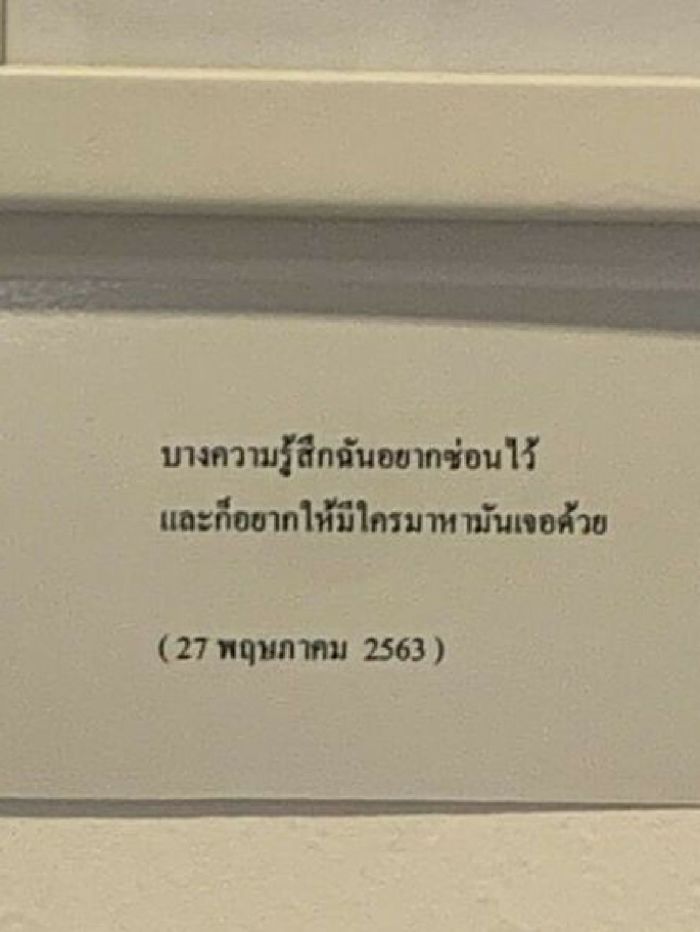 บางความรู้สึกฉันอยากซ่อนไว้
และก็อยากให้มีใครมาหามันเจอด้วย
( 27 พฤษภาคม 2563 )